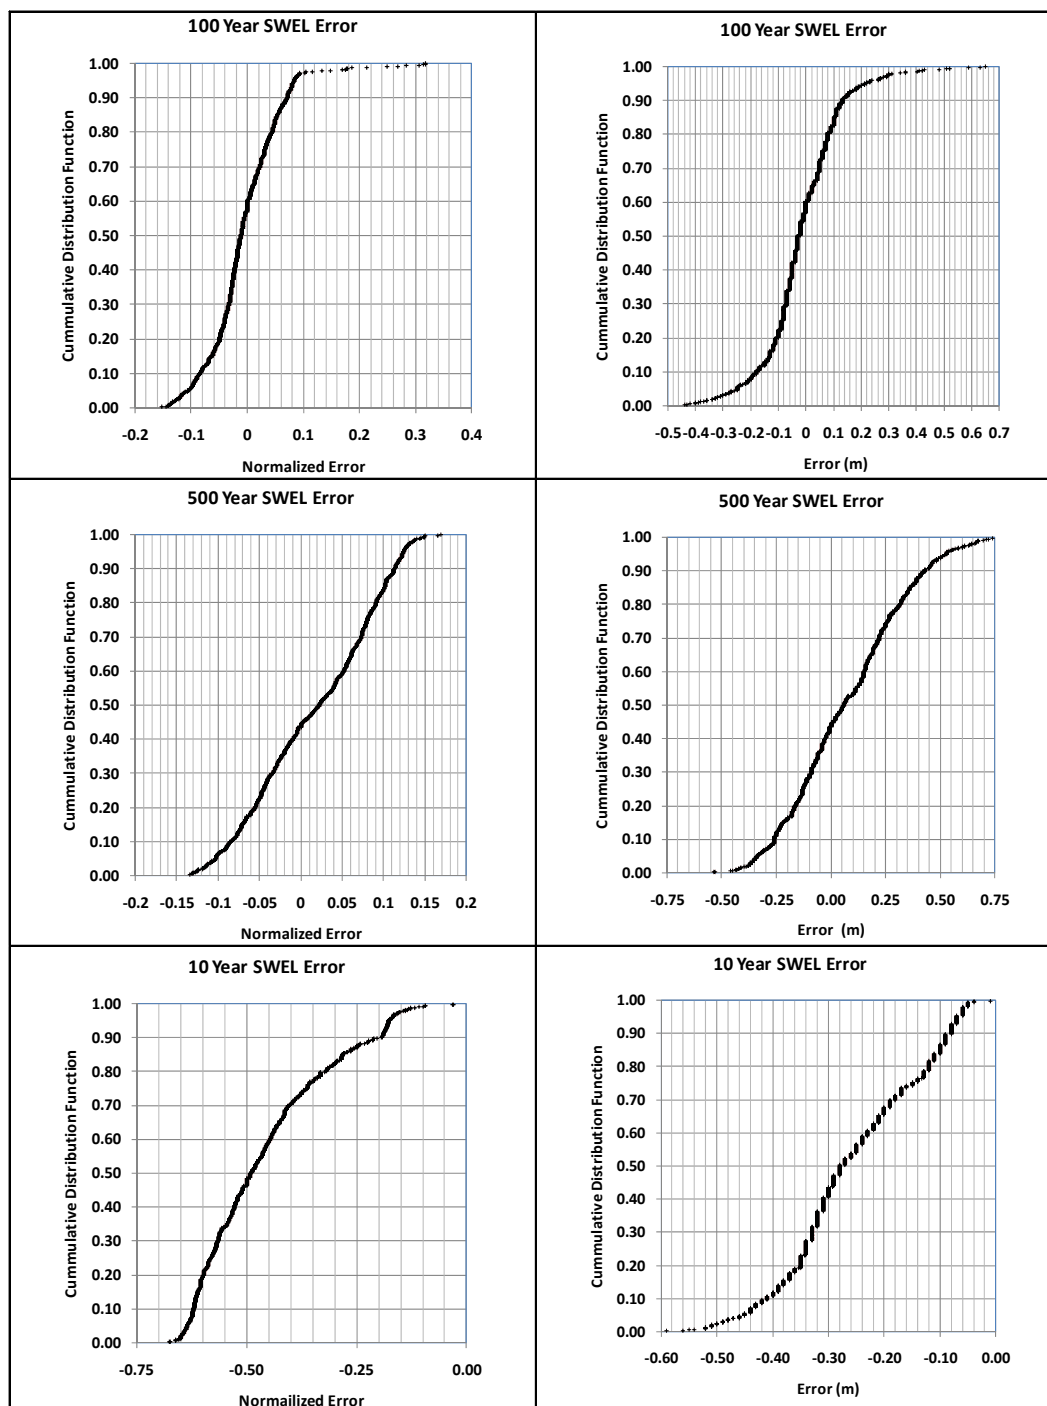 100 Year SWEL Error
Cummulative Distribution Function
1.00
0.90
0.80
0.70
0.60
0.50
0.40
0.30
0.20
0.10
0.00
-0.2 -0.1 0 0.1 0.2 0.3 0.4
Normalized Error
100 Year SWEL Error
Cummulative Distribution Function
1.00
0.90
0.80
0.70
0.60
0.50
0.40
0.30
0.20
0.10
0.00
-0.5 -0.4 -0.3 -0.2 -0.1 0 0.1 0.2 0.3 0.4 0.5 0.6 0.7
Error (m)
500 Year SWEL Error
Cummulative Distribution Function
1.00
0.90
0.80
0.70
0.60
0.50
0.40
0.30
0.20
0.10
0.00
-0.2 -0.15 -0.1 -0.05 0 0.05 0.1 0.15 0.2
Normalized Error
500 Year SWEL Error
Cummulative Distribution Function
1.00
0.90
0.80
0.70
0.60
0.50
0.40
0.30
0.20
0.10
0.00
-0.75 -0.50 -0.25 0.00 0.25 0.50 0.75
Error (m)
10 Year SWEL Error
Cummulative Distribution Function
1.00
0.90
0.80
0.70
0.60
0.50
0.40
0.30
0.20
0.10
0.00
-0.75 -0.50 -0.25 0.00
Normailized Error
10 Year SWEL Error
Cummulative Distribution Function
1.00
0.90
0.80
0.70
0.60
0.50
0.40
0.30
0.20
0.10
0.00
-0.60 -0.50 -0.40 -0.30 -0.20 -0.10 0.00
Error (m)